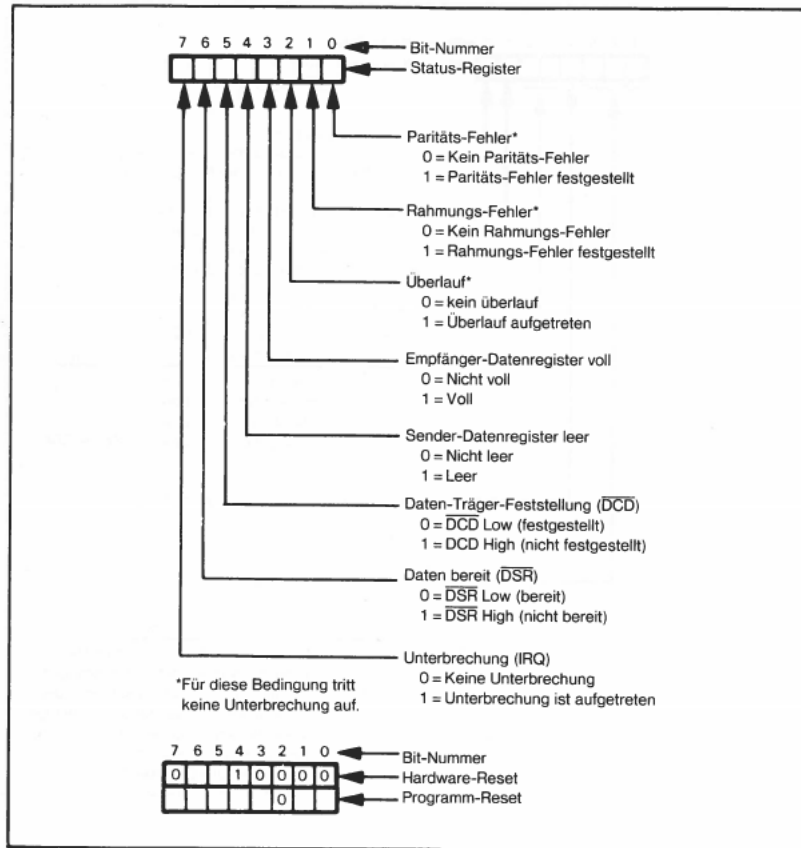 7 6 5 4 3 2 1 0 Bit-Nummer
Status-Register
Paritäts-Fehler*
0 = Kein Paritäts-Fehler
1 = Paritäts-Fehler festgestellt
Rahmungs-Fehler*
0 = Kein Rahmungs-Fehler
1 = Rahmungs-Fehler festgestellt
Überlauf*
0 = kein überlauf
1 = Überlauf aufgetreten
Empfänger-Datenregister voll
0 = Nicht voll
1 = Voll
Sender-Datenregister leer
0 = Nicht leer
1 = Leer
Daten-Träger-Feststellung (D̅C̅D̅)
0 = D̅C̅D̅ Low (festgestellt)
1 = DCD High (nicht festgestellt)
Daten bereit (D̅S̅R̅)
0 = D̅S̅R̅ Low (bereit)
1 = D̅S̅R̅ High (nicht bereit)
Unterbrechung (IRQ)
0 = Keine Unterbrechung
1 = Unterbrechung ist aufgetreten
*Für diese Bedingung tritt
keine Unterbrechung auf.
7 6 5 4 3 2 1 0 Bit-Nummer
0 1 0 0 0 0 Hardware-Reset
0 Programm-Reset